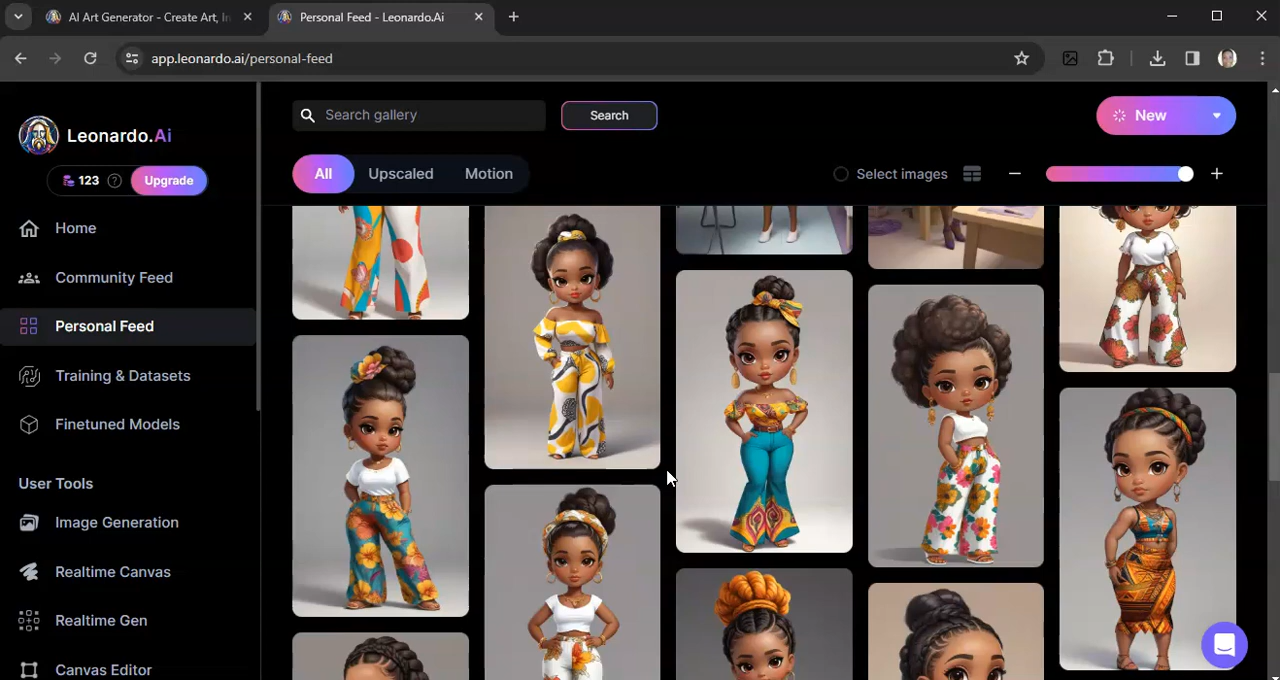 AI Art Generator - Create Art, I
Personal Feed - Leonardo.Ai
app.leonardo.ai/personal-feed
Leonardo.Ai
123
Upgrade
Home
Community Feed
Personal Feed
Training & Datasets
Finetuned Models
User Tools
Image Generation
Realtime Canvas
Realtime Gen
Canvas Editor
Search gallery
Search
New
All
Upscaled
Motion
Select images